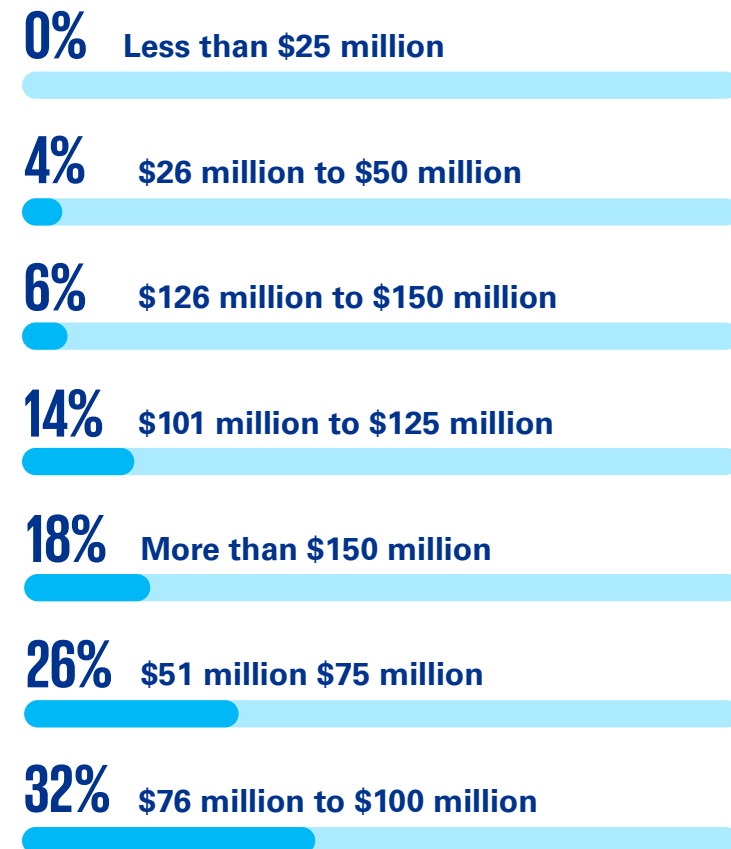 0% Less than $25 million
4% $26 million to $50 million
6% $126 million to $150 million
14% $101 million to $125 million
18% More than $150 million
26% $51 million $75 million
32% $76 million to $100 million